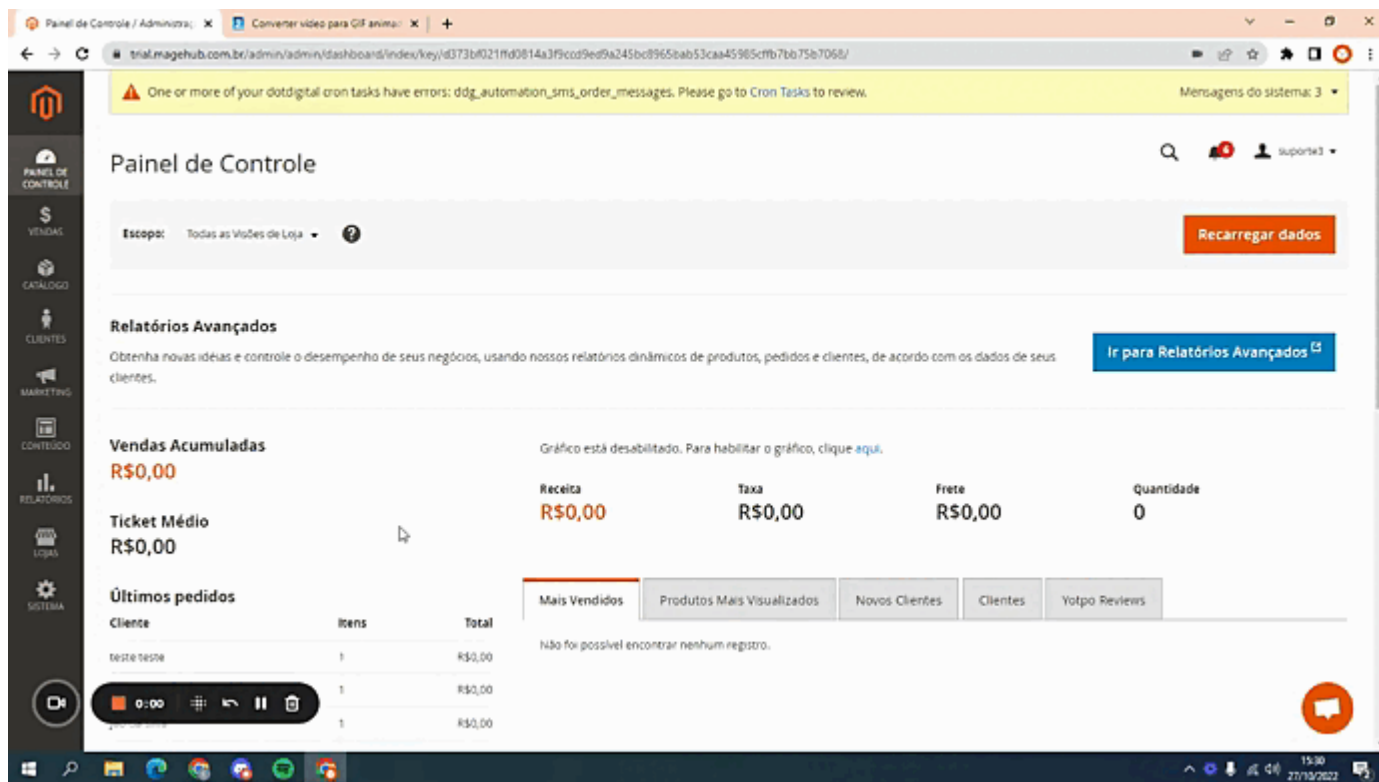 Painel de Controle / Administraç
Converter vídeo para GIF anima
trial.magehub.com.br/admin/admin/dashboard/index/key/d373bf021ffd0814a3f9ccd9ed9a245bc8965bab53caa45985cffb7bb75b7068/
One or more of your dotdigital cron tasks have errors: ddg_automation_sms_order_messages. Please go to Cron Tasks to review.
Mensagens do sistema: 3
PAINEL DE CONTROLE
VENDAS
CATÁLOGO
CLIENTES
MARKETING
CONTEÚDO
RELATÓRIOS
LOJAS
SISTEMA
Painel de Controle
suporte3
Escopo: Todas as Visões de Loja
Recarregar dados
Relatórios Avançados
Obtenha novas idéias e controle o desempenho de seus negócios, usando nossos relatórios dinâmicos de produtos, pedidos e clientes, de acordo com os dados de seus
clientes.
Ir para Relatórios Avançados
Vendas Acumuladas
R$0,00
Ticket Médio
R$0,00
Gráfico está desabilitado. Para habilitar o gráfico, clique aqui.
Receita Taxa Frete Quantidade
R$0,00 R$0,00 R$0,00 0
Últimos pedidos
Cliente Itens Total
teste teste 1 R$0,00
1 R$0,00
1 R$0,00
Mais Vendidos Produtos Mais Visualizados Novos Clientes Clientes Yotpo Reviews
Não foi possível encontrar nenhum registro.
0:00
15:30
27/10/2022